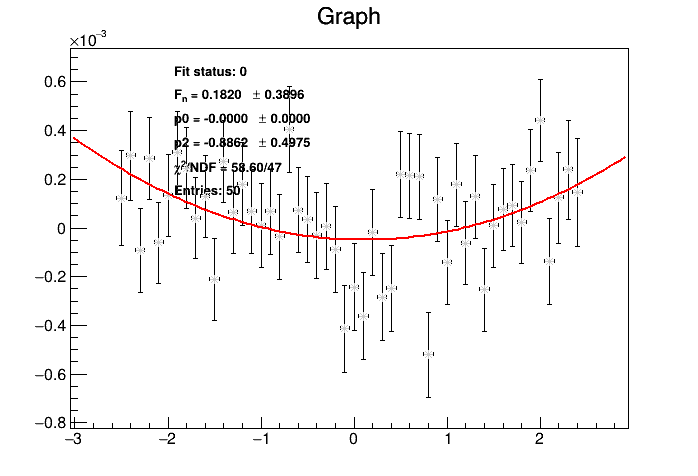 Graph
×10⁻³
Fit status: 0
Fₙ = 0.1820 ± 0.3896
p0 = -0.0000 ± 0.0000
p2 = -0.8862 ± 0.4975
χ²/NDF = 58.60/47
Entries: 50
0.6
0.4
0.2
0
−0.2
−0.4
−0.6
−0.8
−3 −2 −1 0 1 2